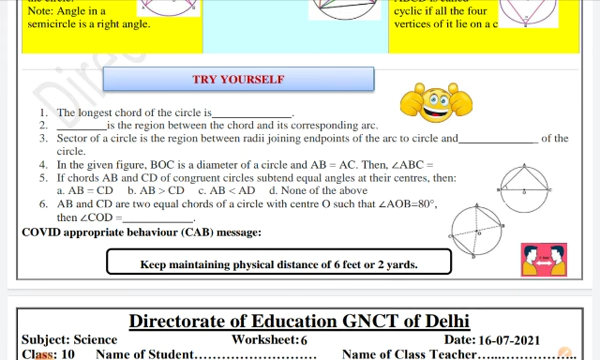 Note: Angle in a
semicircle is a right angle.
cyclic if all the four
vertices of it lie on a c
TRY YOURSELF
1. The longest chord of the circle is______________.
2. _________is the region between the chord and its corresponding arc.
3. Sector of a circle is the region between radii joining endpoints of the arc to circle and______________ of the
circle.
4. In the given figure, BOC is a diameter of a circle and AB = AC. Then, ∠ABC =
5. If chords AB and CD of congruent circles subtend equal angles at their centres, then:
a. AB = CD b. AB > CD c. AB < AD d. None of the above
6. AB and CD are two equal chords of a circle with centre O such that ∠AOB=80°,
then ∠COD =____________.
COVID appropriate behaviour (CAB) message:
Keep maintaining physical distance of 6 feet or 2 yards.
Directorate of Education GNCT of Delhi
Subject: Science Worksheet:6 Date: 16-07-2021
Class: 10 Name of Student………………………… Name of Class Teacher…………………..